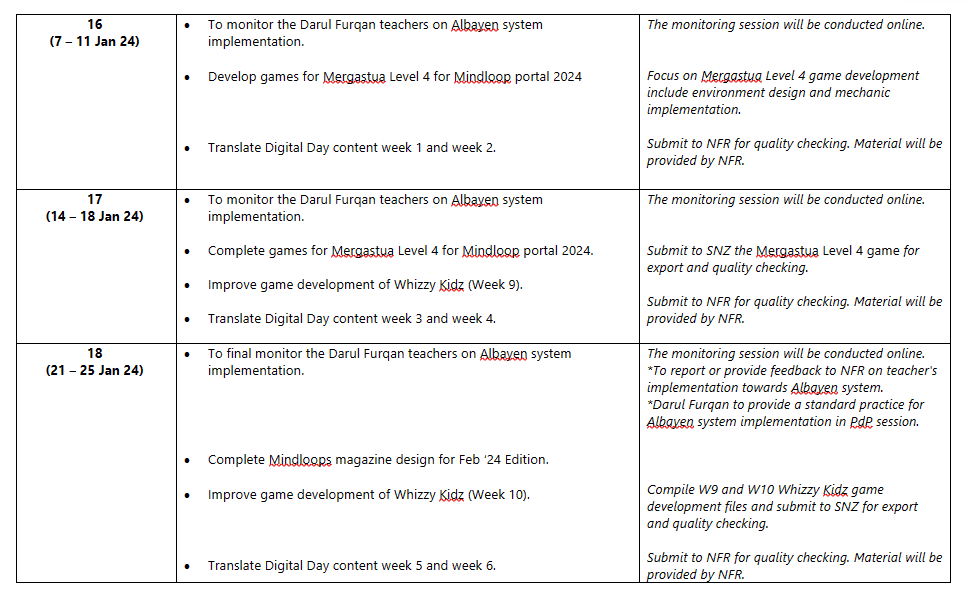 16
(7 – 11 Jan 24)
• To monitor the Darul Furqan teachers on Albayen system
implementation.
• Develop games for Mergastua Level 4 for Mindloop portal 2024
• Translate Digital Day content week 1 and week 2.
The monitoring session will be conducted online.
Focus on Mergastua Level 4 game development
include environment design and mechanic
implementation.
Submit to NFR for quality checking. Material will be
provided by NFR.
17
(14 – 18 Jan 24)
• To monitor the Darul Furqan teachers on Albayen system
implementation.
• Complete games for Mergastua Level 4 for Mindloop portal 2024.
• Improve game development of Whizzy Kidz (Week 9).
• Translate Digital Day content week 3 and week 4.
The monitoring session will be conducted online.
Submit to SNZ the Mergastua Level 4 game for
export and quality checking.
Submit to NFR for quality checking. Material will be
provided by NFR.
18
(21 – 25 Jan 24)
• To final monitor the Darul Furqan teachers on Albayen system
implementation.
• Complete Mindloops magazine design for Feb ‘24 Edition.
• Improve game development of Whizzy Kidz (Week 10).
• Translate Digital Day content week 5 and week 6.
The monitoring session will be conducted online.
*To report or provide feedback to NFR on teacher's
implementation towards Albayen system.
*Darul Furqan to provide a standard practice for
Albayen system implementation in PdP session.
Compile W9 and W10 Whizzy Kidz game
development files and submit to SNZ for export
and quality checking.
Submit to NFR for quality checking. Material will be
provided by NFR.